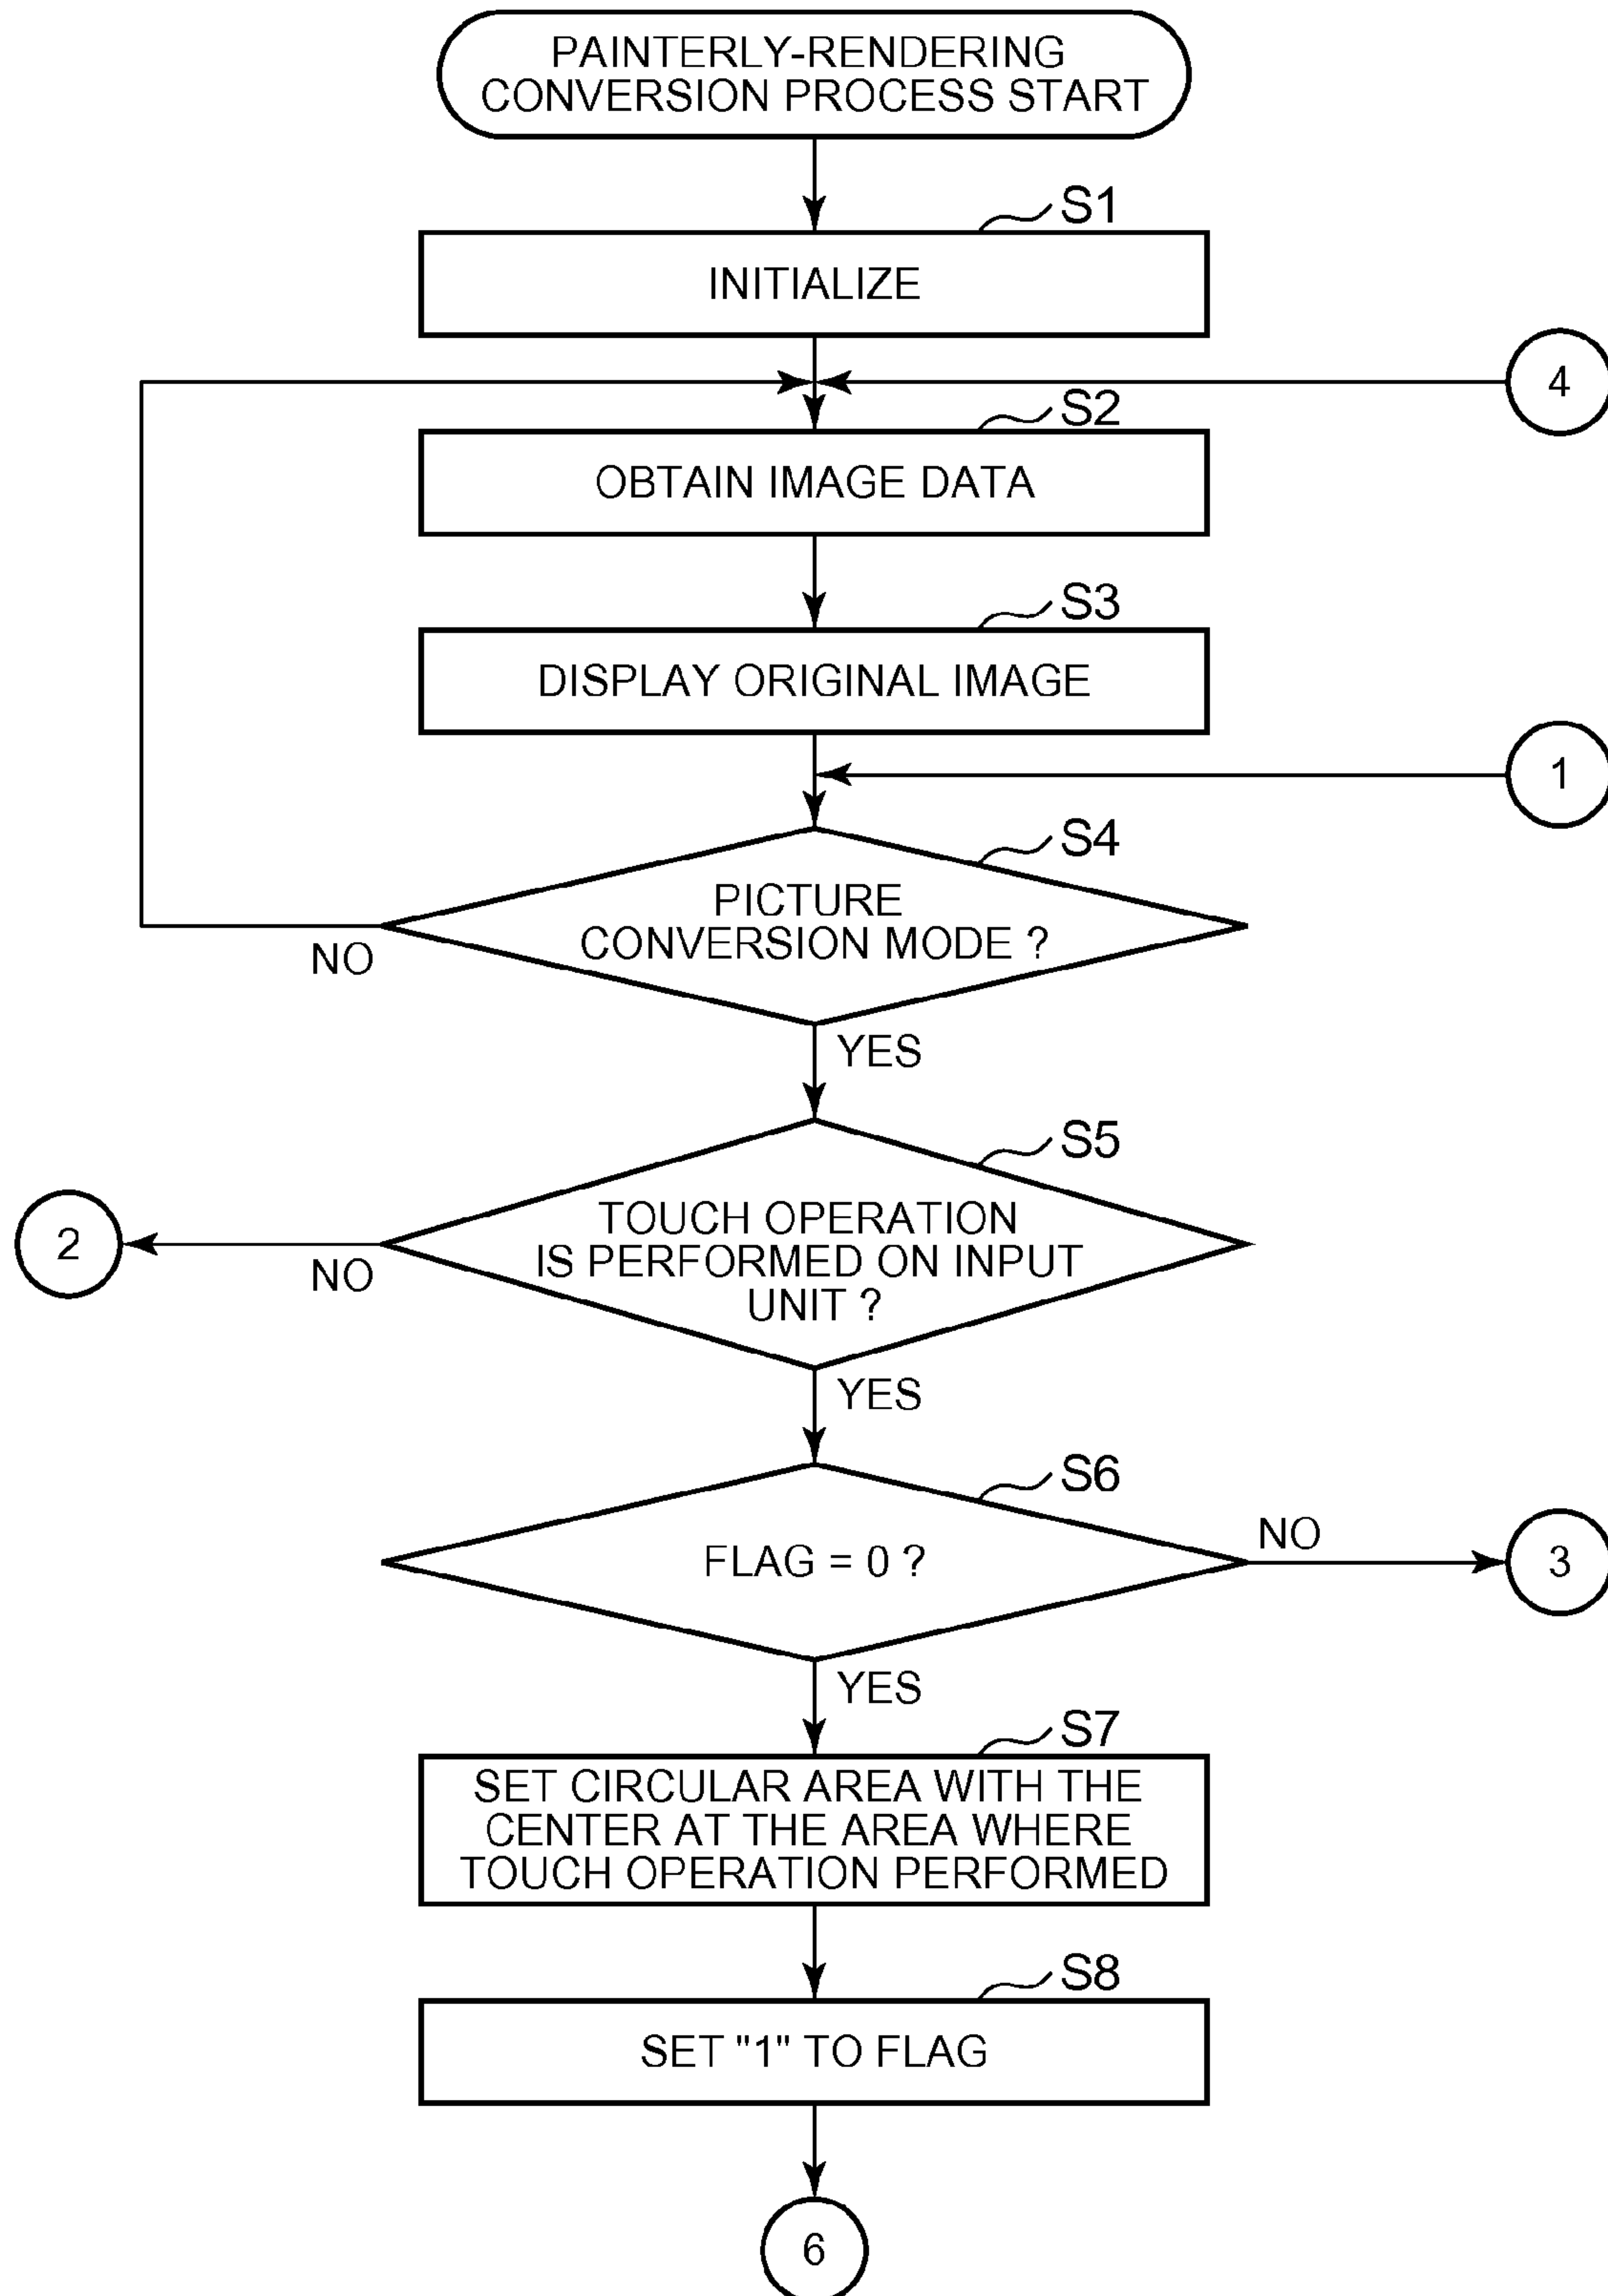 PAINTERLY-RENDERING
CONVERSION PROCESS START
S1
INITIALIZE
4
S2
OBTAIN IMAGE DATA
S3
DISPLAY ORIGINAL IMAGE
1
S4
PICTURE
CONVERSION MODE ?
NO
YES
S5
TOUCH OPERATION
IS PERFORMED ON INPUT
UNIT ?
2
NO
YES
S6
FLAG = 0 ?
NO
3
YES
S7
SET CIRCULAR AREA WITH THE
CENTER AT THE AREA WHERE
TOUCH OPERATION PERFORMED
S8
SET "1" TO FLAG
6